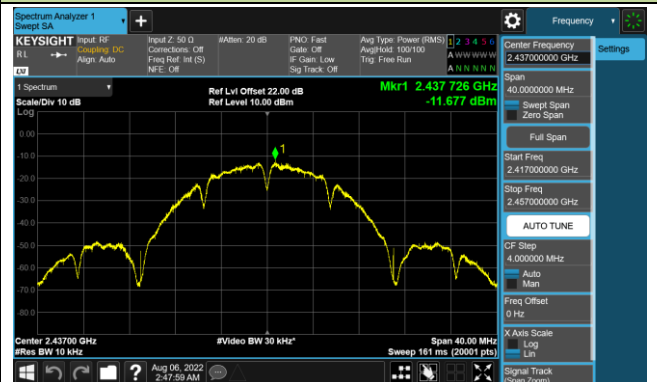 Spectrum Analyzer 1
Swept SA
Frequency
KEYSIGHT
Input: RF
Input Z: 50 Ω
#Atten: 20 dB
PNO: Fast
Avg Type: Power (RMS)
1 2 3 4 5 6
RL
Coupling: DC
Corrections: Off
Gate: Off
Avg|Hold: 100/100
A W W W W W
Align: Auto
Freq Ref: Int (S)
IF Gain: Low
Trig: Free Run
LXI
NFE: Off
Sig Track: Off
A N N N N N
1 Spectrum
Ref Lvl Offset 22.00 dB
Mkr1 2.437 726 GHz
Scale/Div 10 dB
Ref Level 10.00 dBm
-11.677 dBm
Log
0.00
1
-10.0
-20.0
-30.0
-40.0
-50.0
-60.0
-70.0
-80.0
Center 2.43700 GHz
#Video BW 30 kHz*
Span 40.00 MHz
#Res BW 10 kHz
Sweep 161 ms (20001 pts)
Aug 06, 2022
2:47:59 AM
Center Frequency
2.437000000 GHz
Settings
Span
40.0000000 MHz
Swept Span
Zero Span
Full Span
Start Freq
2.417000000 GHz
Stop Freq
2.457000000 GHz
AUTO TUNE
CF Step
4.000000 MHz
Auto
Man
Freq Offset
0 Hz
X Axis Scale
Log
Lin
Signal Track
(Span Zoom)